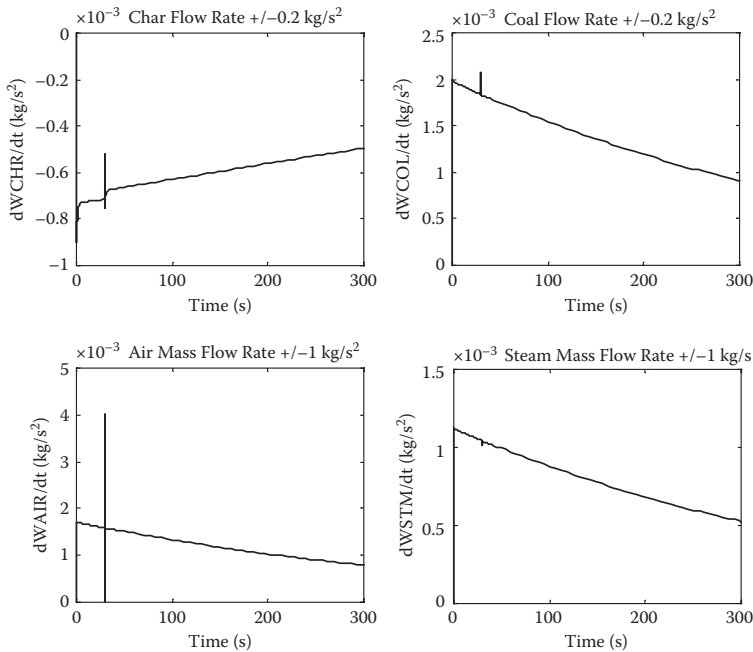 ×10⁻³ Char Flow Rate +/−0.2 kg/s²
0
−0.2
−0.4
−0.6
−0.8
−1
dWCHR/dt (kg/s²)
0 100 200 300
Time (s)
×10⁻³ Coal Flow Rate +/−0.2 kg/s²
2.5
2
1.5
1
0.5
0
dWCOL/dt (kg/s²)
0 100 200 300
Time (s)
×10⁻³ Air Mass Flow Rate +/−1 kg/s²
5
4
3
2
1
0
dWAIR/dt (kg/s²)
0 100 200 300
Time (s)
×10⁻³ Steam Mass Flow Rate +/−1 kg/s
1.5
1
0.5
0
dWSTM/dt (kg/s²)
0 100 200 300
Time (s)